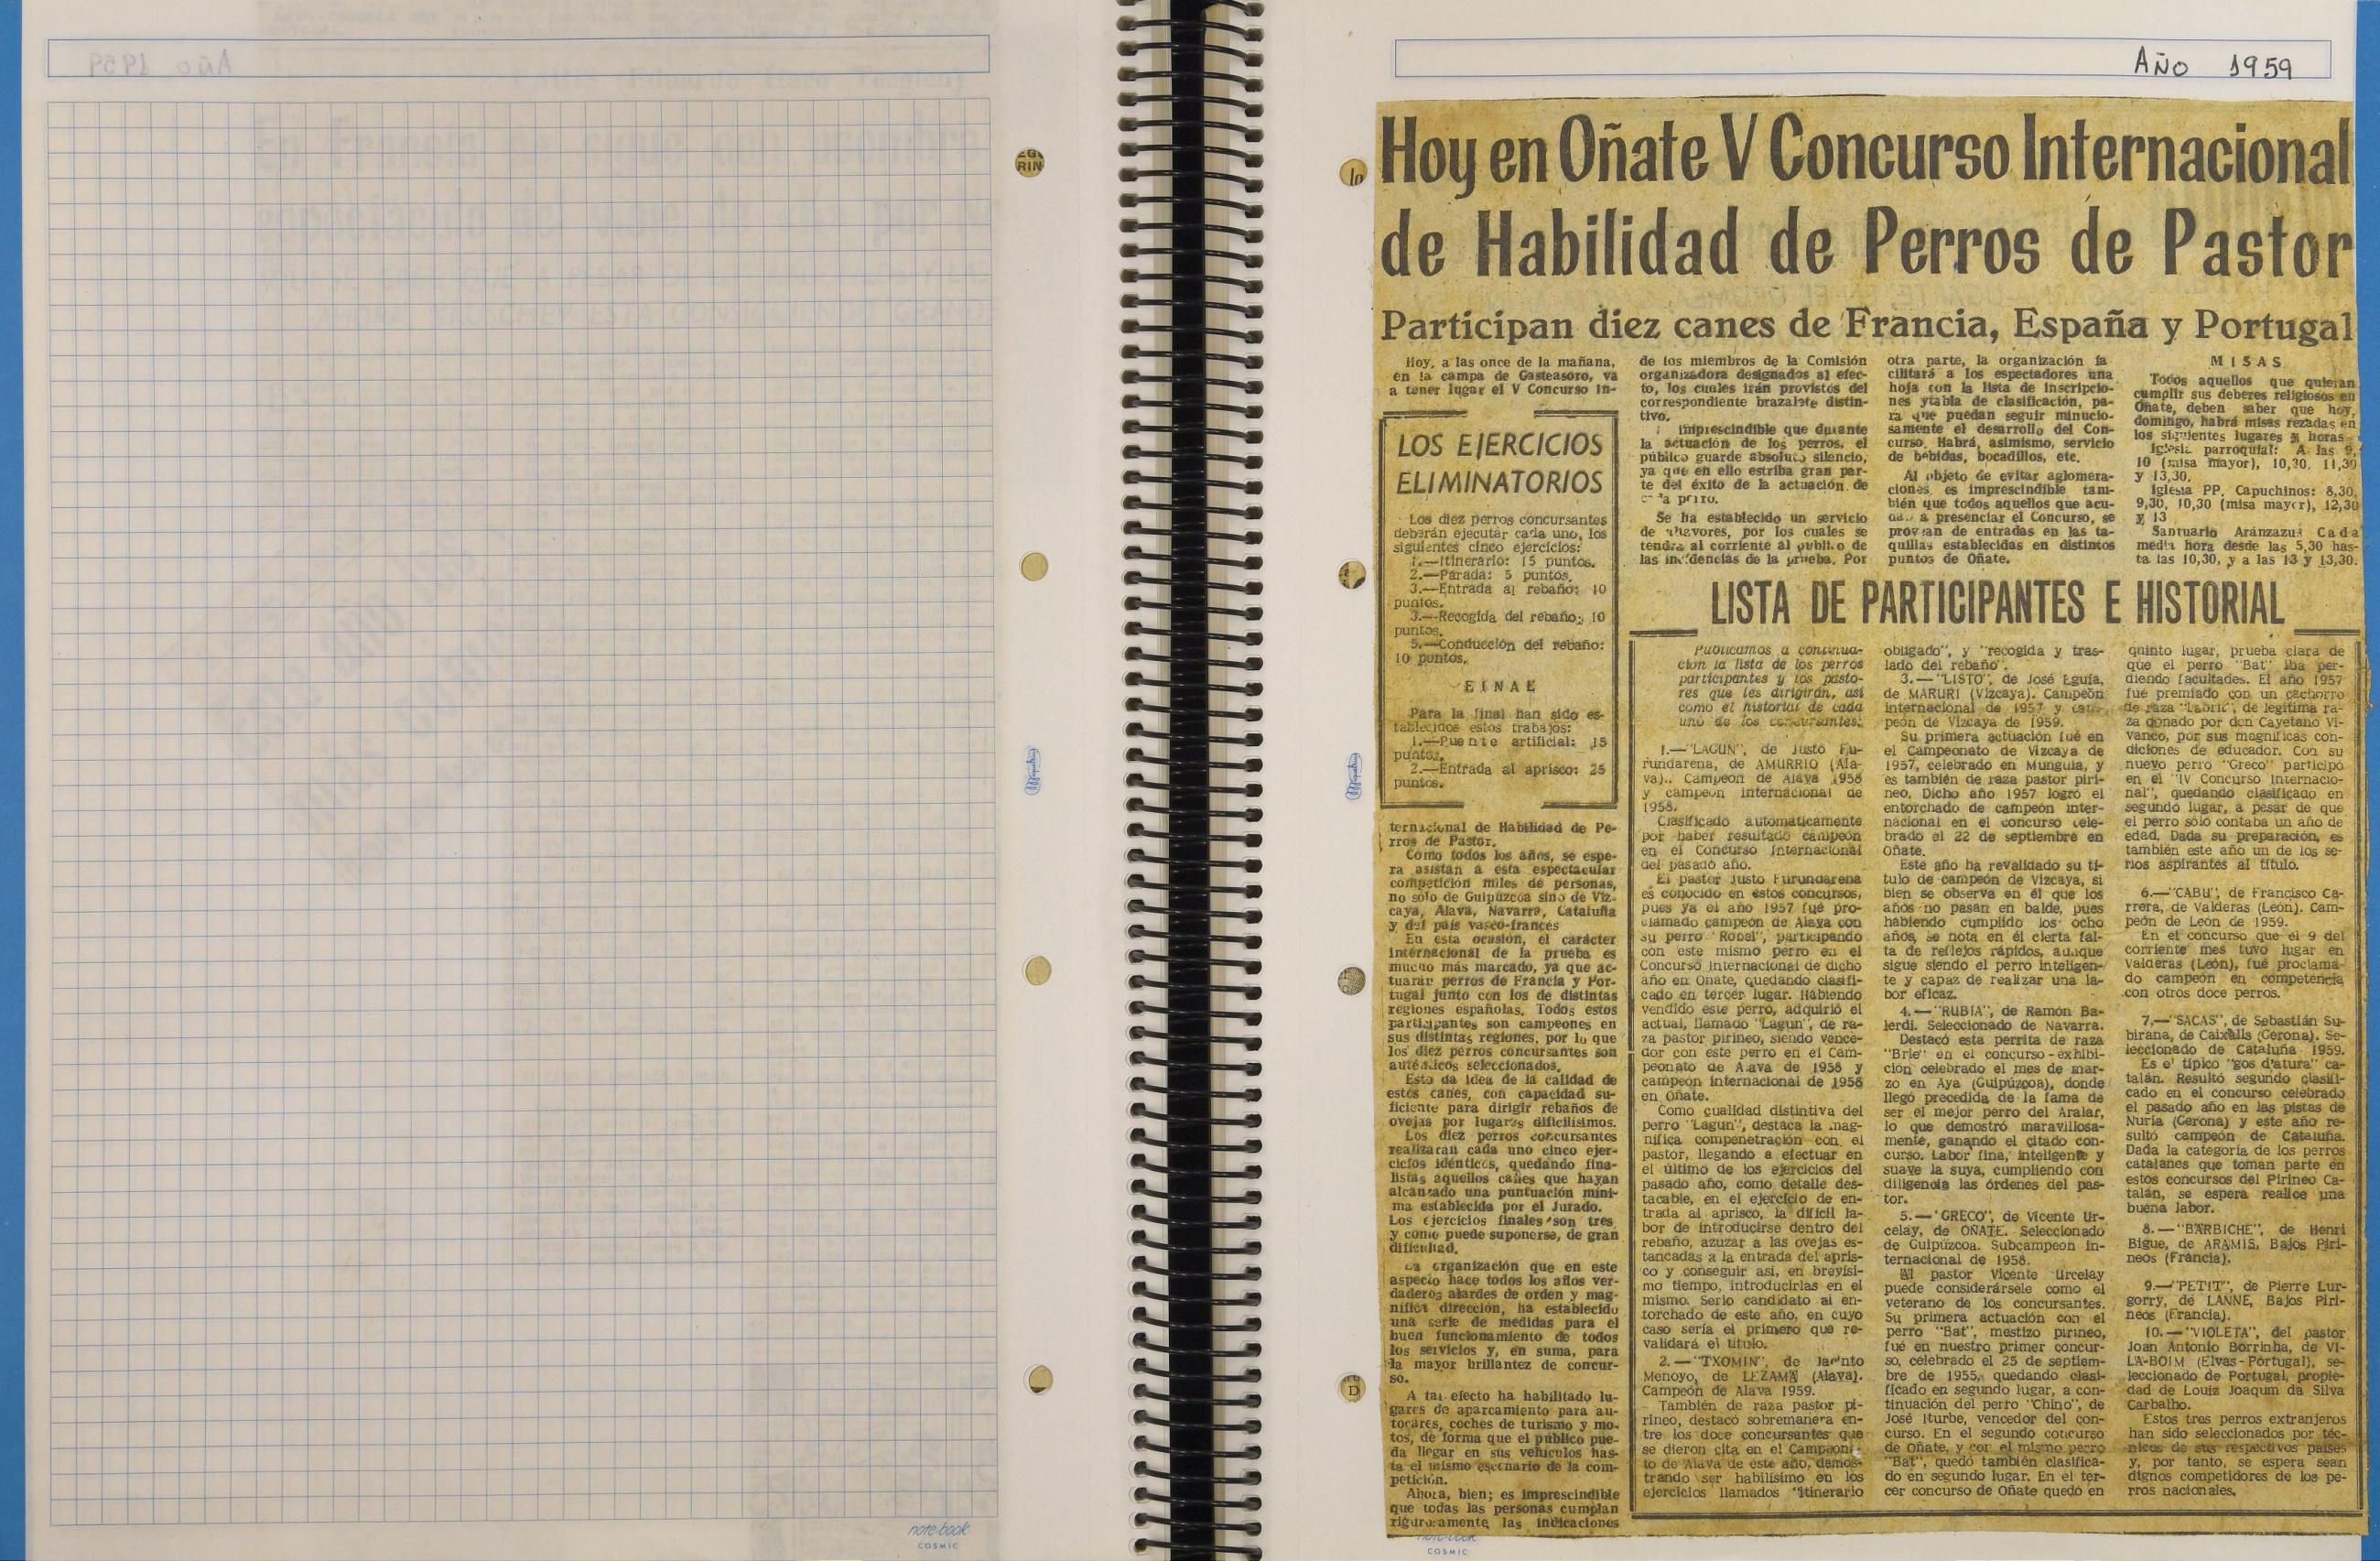 Año 1959
Hoy en Oñate V Concurso Internacional
de Habilidad de Perros de Pastor
Participan diez canes de Francia, España y Portugal
Hoy, a las once de la mañana,
en la campa de Gasteasoro, va
a tener lugar el V Concurso In-
LOS EJERCICIOS
ELIMINATORIOS
Los diez perros concursantes
deberán ejecutar cada uno, los
siguientes cinco ejercicios:
1.—Itinerario: 15 puntos.
2.—Parada: 5 puntos.
3.—Entrada al rebaño: 10
puntos.
3.—Recogida del rebaño: 10
puntos.
5.—Conducción del rebaño:
10 puntos.
FINAL
Para la final han sido es-
tablecidos estos trabajos:
1.—Puente artificial: 15
puntos.
2.—Entrada al aprisco: 25
puntos.
ternacional de Habilidad de Pe-
rros de Pastor.
Como todos los años, se espe-
ra asistan a esta espectacular
competición miles de personas,
no sólo de Guipúzcoa sino de Viz-
caya, Alava, Navarra, Cataluña
y del país vasco-francés
En esta ocasión, el carácter
internacional de la prueba es
mucho más marcado, ya que ac-
tuarán perros de Francia y Por-
tugal junto con los de distintas
regiones españolas. Todos estos
participantes son campeones en
sus distintas regiones, por lo que
los diez perros concursantes son
auténticos seleccionados.
Esto da idea de la calidad de
estos canes, con capacidad su-
ficiente para dirigir rebaños de
ovejas por lugares dificilísimos.
Los diez perros concursantes
realizarán cada uno cinco ejer-
cicios idénticos, quedando fina-
listas aquellos canes que hayan
alcanzado una puntuación míni-
ma establecida por el Jurado.
Los ejercicios finales son tres
y como puede suponerse, de gran
dificultad.
La organización que en este
aspecto hace todos los años ver-
daderos alardes de orden y mag-
nífica dirección, ha establecido
una serie de medidas para el
buen funcionamiento de todos
los servicios y, en suma, para
la mayor brillantez de concur-
so.
A tal efecto ha habilitado lu-
gares de aparcamiento para au-
tocares, coches de turismo y mo-
tos, de forma que el público pue-
da llegar en sus vehículos has-
ta el mismo escenario de la com-
petición.
Ahora, bien; es imprescindible
que todas las personas cumplan
rigurosamente las indicaciones
de los miembros de la Comisión
organizadora designados al efec-
to, los cuales irán provistos del
correspondiente brazalete distin-
tivo.
imprescindible que durante
la actuación de los perros, el
público guarde absoluto silencio,
ya que en ello estriba gran par-
te del éxito de la actuación de
perro.
Se ha establecido un servicio
de altavores, por los cuales se
tendrá al corriente al público de
las incidencias de la prueba. Por
otra parte, la organización fa
cilitará a los espectadores una
hoja con la lista de inscripcio-
nes ytabla de clasificación, pa-
ra que puedan seguir minucio-
samente el desarrollo del Con-
curso. Habrá, asimismo, servicio
de bebidas, bocadillos, etc.
Al objeto de evitar aglomera-
ciones, es imprescindible tam-
bién que todos aquellos que acu-
dan a presenciar el Concurso, se
provean de entradas en las ta-
quillas establecidas en distintos
puntos de Oñate.
MISAS
Todos aquellos que quieran
cumplir sus deberes religiosos en
Oñate, deben saber que hoy,
domingo, habrá misas rezadas en
los siguientes lugares y horas
Iglesia parroquial: A las 9,
10 (misa mayor), 10,30, 11,30
y 13,30.
Iglesia PP. Capuchinos: 8,30,
9,30, 10,30 (misa mayor), 12,30
y 13
Santuario Aránzazu: Cada
media hora desde las 5,30 has-
ta las 10,30, y a las 13 y 13,30.
LISTA DE PARTICIPANTES E HISTORIAL
Publicamos a continua-
ción la lista de los perros
participantes y los pasto-
res que les dirigirán, así
como el historial de cada
uno de los concursantes:
1.—"LAGUN", de Justo Fu-
rundarena, de AMURRIO (Ala-
va).. Campeón de Alava 1958
y campeón internacional de
1958.
Clasificado automáticamente
por haber resultado campeón
en el Concurso Internacional
del pasado año.
El pastor Justo Furundarena
es conocido en estos concursos,
pues ya el año 1957 fué pro-
clamado campeón de Alava con
su perro "Ronal", participando
con este mismo perro en el
Concurso Internacional de dicho
año en Oñate, quedando clasifi-
cado en tercer lugar. Habiendo
vendido este perro, adquirió el
actual, llamado "Lagun", de ra-
za pastor pirineo, siendo vence-
dor con este perro en el Cam-
peonato de Alava de 1958 y
campeón internacional de 1958
en Oñate.
Como cualidad distintiva del
perro "Lagun", destaca la mag-
nífica compenetración con el
pastor, llegando a efectuar en
el último de los ejercicios del
pasado año, como detalle des-
tacable, en el ejercicio de en-
trada al aprisco, la difícil la-
bor de introducirse dentro del
rebaño, azuzar a las ovejas es-
tancadas a la entrada del apris-
co y conseguir así, en brevísi-
mo tiempo, introducirlas en el
mismo. Serio candidato al en-
torchado de este año, en cuyo
caso sería el primero que re-
validará el título.
2.—"TXOMIN", de Jacinto
Menoyo, de LEZAMA (Alava).
Campeón de Alava 1959.
También de raza pastor pi-
rineo, destacó sobremanera en-
tre los doce concursantes que
se dieron cita en el Campeona-
to de Alava de este año, demos-
trando ser habilísimo en los
ejercicios llamados "itinerario
obligado", y "recogida y tras-
lado del rebaño".
3.—"LISTO", de José Eguía,
de MARURI (Vizcaya). Campeón
internacional de 1957 y cam-
peón de Vizcaya de 1959.
Su primera actuación fué en
el Campeonato de Vizcaya de
1957, celebrado en Munguía, y
es también de raza pastor piri-
neo. Dicho año 1957 logró el
entorchado de campeón inter-
nacional en el concurso cele-
brado el 22 de septiembre en
Oñate.
Este año ha revalidado su tí-
tulo de campeón de Vizcaya, si
bien se observa en él que los
años no pasan en balde, pues
habiendo cumplido los ocho
años, se nota en él cierta fal-
ta de reflejos rápidos, aunque
sigue siendo el perro inteligen-
te y capaz de realizar una la-
bor eficaz.
4.—"RUBIA", de Ramón Ba-
lerdi. Seleccionado de Navarra.
Destacó esta perrita de raza
"Brie" en el concurso-exhibi-
ción celebrado el mes de mar-
zo en Aya (Guipúzcoa), donde
llegó precedida de la fama de
ser el mejor perro del Aralar,
lo que demostró maravillosa-
mente, ganando el citado con-
curso. Labor fina, inteligente y
suave la suya, cumpliendo con
diligencia las órdenes del pas-
tor.
5.—"GRECO", de Vicente Ur-
celay, de OÑATE. Seleccionado
de Guipúzcoa. Subcampeón in-
ternacional de 1958.
Al pastor Vicente Urcelay
puede considerársele como el
veterano de los concursantes.
Su primera actuación con el
perro "Bat", mestizo pirineo,
fué en nuestro primer concur-
so, celebrado el 25 de septiem-
bre de 1955, quedando clasi-
ficado en segundo lugar, a con-
tinuación del perro "Chino", de
José Iturbe, vencedor del con-
curso. En el segundo concurso
de Oñate, y con el mismo perro
"Bat", quedó también clasifica-
do en segundo lugar. En el ter-
cer concurso de Oñate quedó en
quinto lugar, prueba clara de
que el perro "Bat" iba per-
diendo facultades. El año 1957
fué premiado con un cachorro
de raza "Labrit", de legítima ra-
za donado por don Cayetano Vi-
vanco, por sus magníficas con-
diciones de educador. Con su
nuevo perro "Greco" participó
en el "IV Concurso Internacio-
nal", quedando clasificado en
segundo lugar, a pesar de que
el perro sólo contaba un año de
edad. Dada su preparación, es
también este año un de los se-
rios aspirantes al título.
6.—"CABU", de Francisco Ca-
rrera, de Valderas (León). Cam-
peón de León de 1959.
En el concurso que el 9 del
corriente mes tuvo lugar en
Valderas (León), fué proclama-
do campeón en competencia
con otros doce perros.
7.—"SACAS", de Sebastián Su-
birana, de Caixalls (Gerona). Se-
leccionado de Cataluña 1959.
Es el típico "gos d'atura" ca-
talán. Resultó segundo clasifi-
cado en el concurso celebrado
el pasado año en las pistas de
Nuria (Gerona) y este año re-
sultó campeón de Cataluña.
Dada la categoría de los perros
catalanes que toman parte en
estos concursos del Pirineo Ca-
talán, se espera realice una
buena labor.
8.—"BARBICHE", de Henri
Bigue, de ARAMIS, Bajos Piri-
neos (Francia).
9.—"PETIT", de Pierre Lur-
gorry, de LANNE, Bajos Piri-
neos (Francia).
10.—"VIOLETA", del pastor
Joan Antonio Borrinha, de VI-
LA-BOIM (Elvas-Portugal), se-
leccionado de Portugal, propie-
dad de Louiz Joaqum da Silva
Carbalho.
Estos tres perros extranjeros
han sido seleccionados por téc-
nicos de sus respectivos países
y, por tanto, se espera sean
dignos competidores de los pe-
rros nacionales.
note-book
COSMIC
note-book
COSMIC